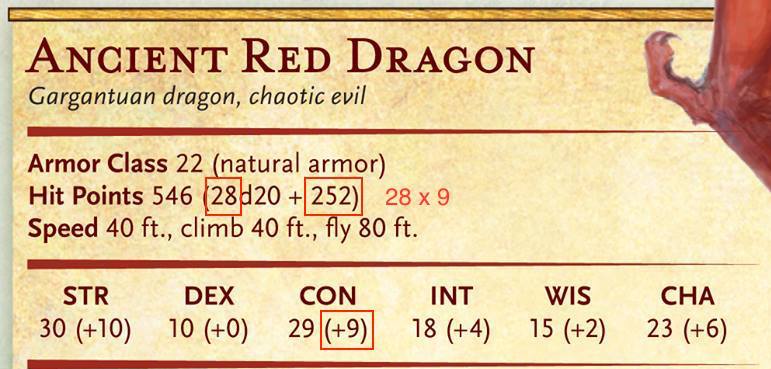 Ancient Red Dragon
Gargantuan dragon, chaotic evil
Armor Class 22 (natural armor)
Hit Points 546 (28d20 + 252) 28 x 9
Speed 40 ft., climb 40 ft., fly 80 ft.
STR DEX CON INT WIS CHA
30 (+10) 10 (+0) 29 (+9) 18 (+4) 15 (+2) 23 (+6)